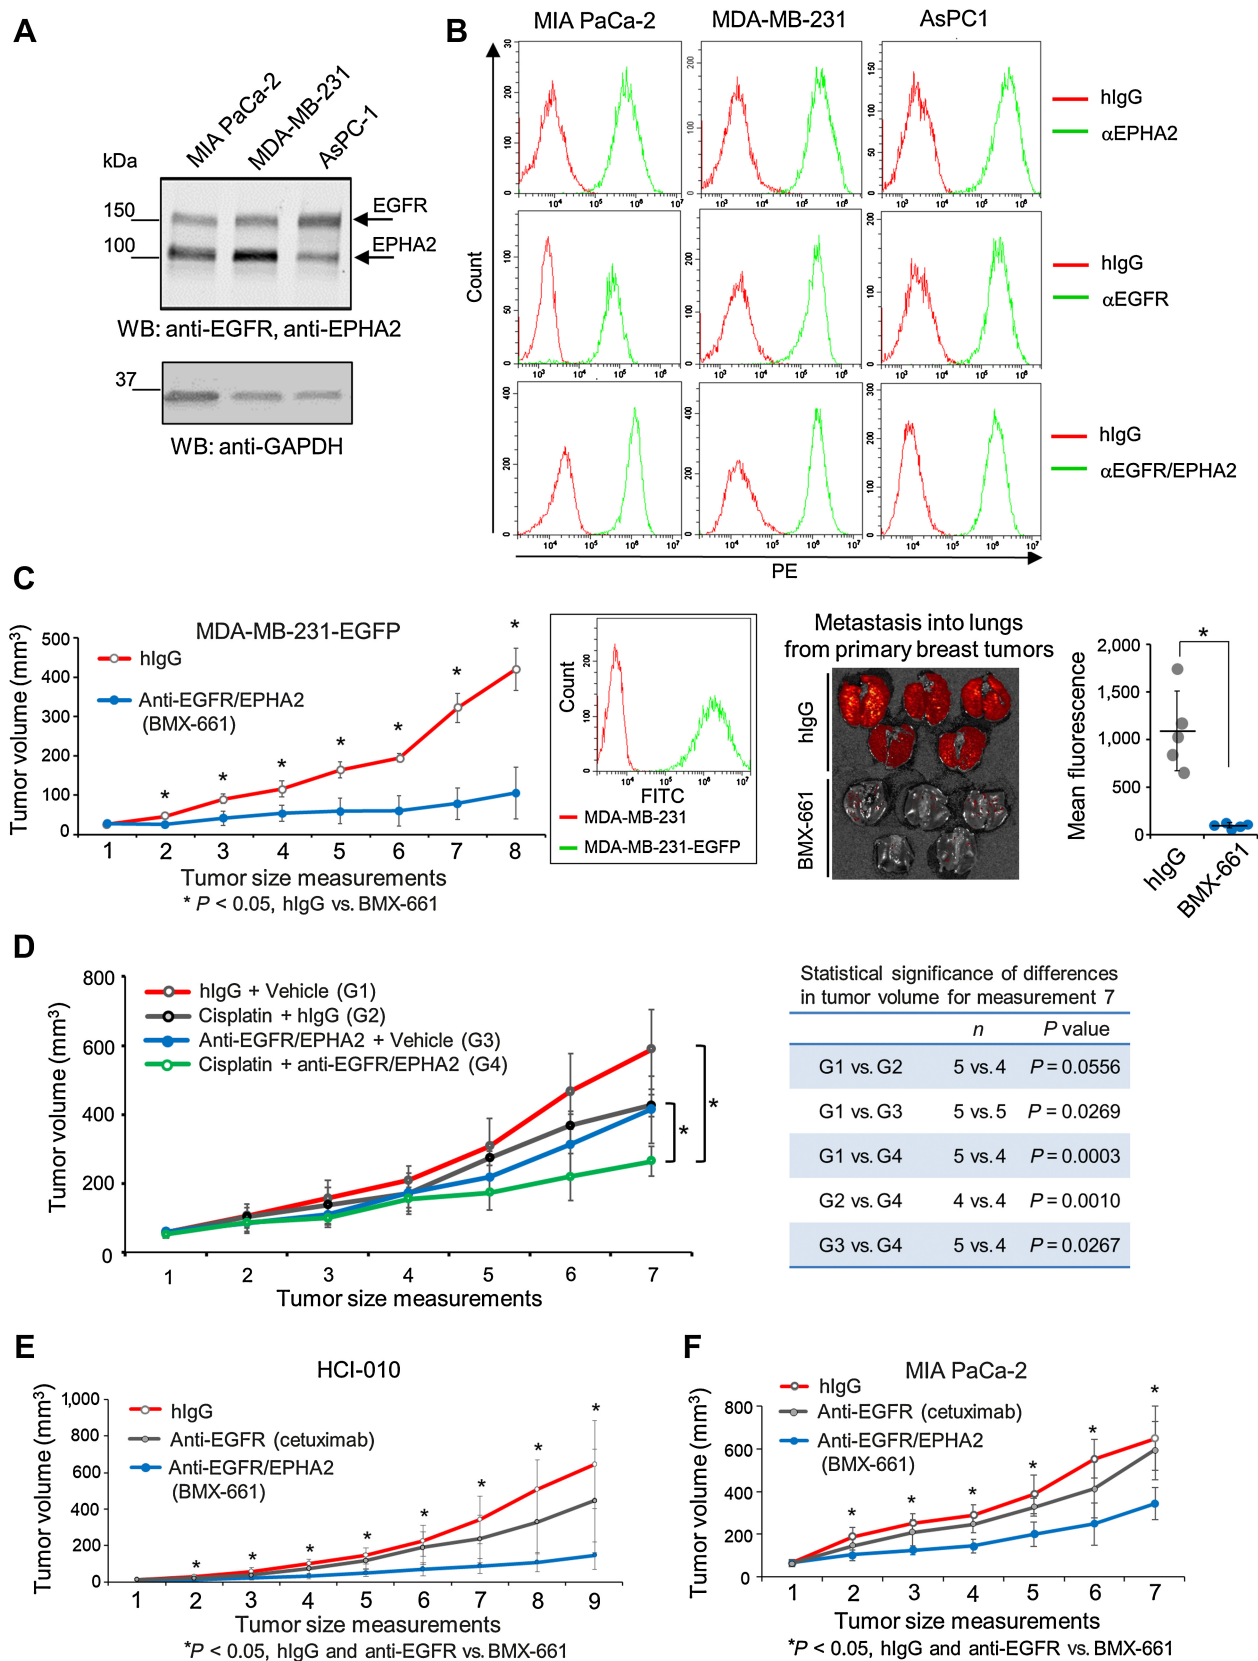 A
MIA PaCa-2
MDA-MB-231
AsPC-1
kDa
150
100
EGFR
EPHA2
WB: anti-EGFR, anti-EPHA2
37
WB: anti-GAPDH
B
MIA PaCa-2
MDA-MB-231
AsPC1
hIgG
αEPHA2
hIgG
αEGFR
hIgG
αEGFR/EPHA2
Count
PE
C
MDA-MB-231-EGFP
Tumor volume (mm³)
500
400
300
200
100
0
hIgG
Anti-EGFR/EPHA2
(BMX-661)
1 2 3 4 5 6 7 8
Tumor size measurements
* P < 0.05, hIgG vs. BMX-661
Count
0 100 200
10⁴ 10⁵ 10⁶ 10⁷
FITC
MDA-MB-231
MDA-MB-231-EGFP
Metastasis into lungs
from primary breast tumors
hIgG
BMX-661
Mean fluorescence
2,000
1,500
1,000
500
0
*
hIgG
BMX-661
D
Tumor volume (mm³)
800
600
400
200
0
hIgG + Vehicle (G1)
Cisplatin + hIgG (G2)
Anti-EGFR/EPHA2 + Vehicle (G3)
Cisplatin + anti-EGFR/EPHA2 (G4)
* *
1 2 3 4 5 6 7
Tumor size measurements
Statistical significance of differences
in tumor volume for measurement 7
n P value
G1 vs. G2 5 vs. 4 P = 0.0556
G1 vs. G3 5 vs. 5 P = 0.0269
G1 vs. G4 5 vs. 4 P = 0.0003
G2 vs. G4 4 vs. 4 P = 0.0010
G3 vs. G4 5 vs. 4 P = 0.0267
E
HCI-010
Tumor volume (mm³)
1,000
800
600
400
200
0
hIgG
Anti-EGFR (cetuximab)
Anti-EGFR/EPHA2
(BMX-661)
1 2 3 4 5 6 7 8 9
Tumor size measurements
*P < 0.05, hIgG and anti-EGFR vs. BMX-661
F
MIA PaCa-2
Tumor volume (mm³)
800
600
400
200
0
hIgG
Anti-EGFR (cetuximab)
Anti-EGFR/EPHA2
(BMX-661)
1 2 3 4 5 6 7
Tumor size measurements
*P < 0.05, hIgG and anti-EGFR vs. BMX-661